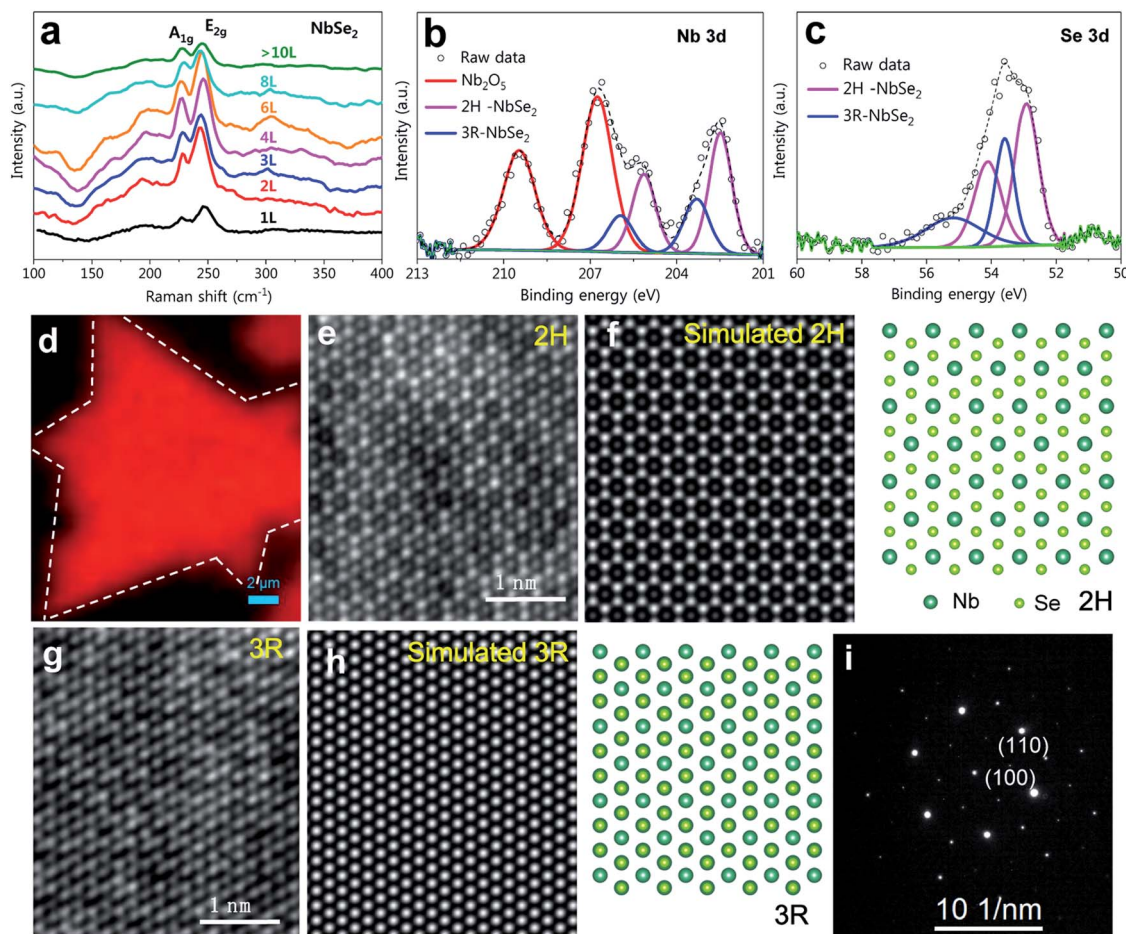 a
A1g
E2g
NbSe2
>10L
8L
6L
4L
3L
2L
1L
Intensity (a.u.)
100 150 200 250 300 350 400
Raman shift (cm-1)
b
Nb 3d
Raw data
Nb2O5
2H -NbSe2
3R-NbSe2
Intensity (a.u.)
213 210 207 204 201
Binding energy (eV)
c
Se 3d
Raw data
2H -NbSe2
3R-NbSe2
Intensity (a.u.)
60 58 56 54 52 50
Binding energy (eV)
d
2 μm
e
2H
1 nm
f
Simulated 2H
Nb Se 2H
g
3R
1 nm
h
Simulated 3R
3R
i
(110)
(100)
10 1/nm